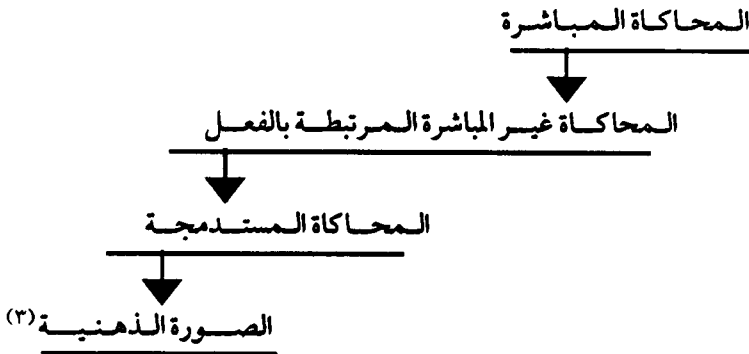 المحاكاة المباشرة
المحاكاة غير المباشرة المرتبطة بالفعل
المحاكاة المستدمجة
الصورة الذهنية (٣)